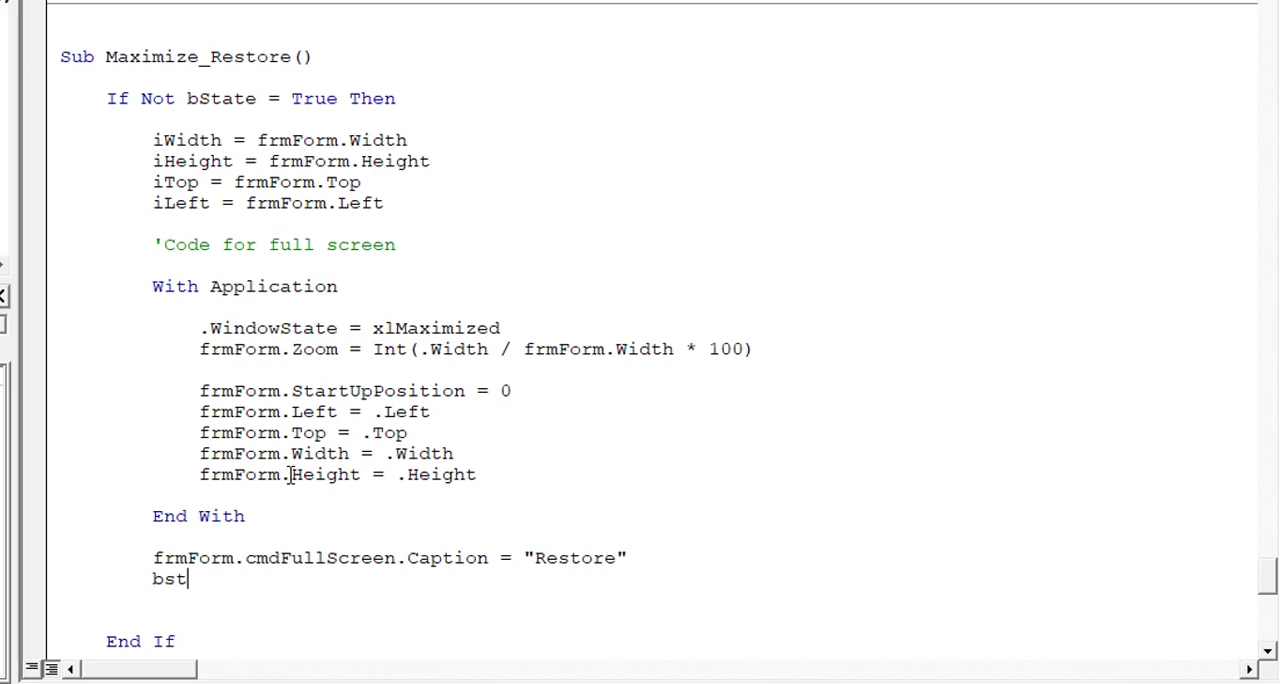 Sub Maximize_Restore()
If Not bState = True Then
iWidth = frmForm.Width
iHeight = frmForm.Height
iTop = frmForm.Top
iLeft = frmForm.Left
'Code for full screen
With Application
.WindowState = xlMaximized
frmForm.Zoom = Int(.Width / frmForm.Width * 100)
frmForm.StartUpPosition = 0
frmForm.Left = .Left
frmForm.Top = .Top
frmForm.Width = .Width
frmForm.Height = .Height
End With
frmForm.cmdFullScreen.Caption = "Restore"
bst
End If